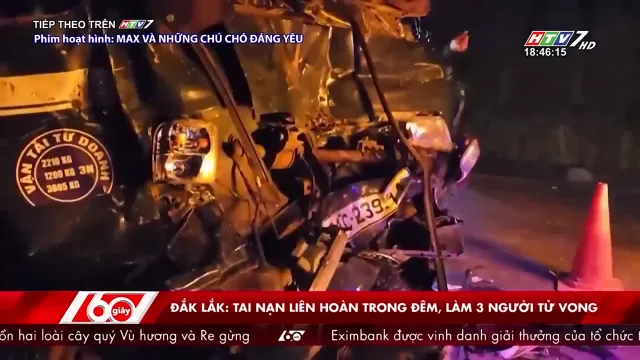 TIẾP THEO TRÊN HTV7
Phim hoạt hình: MAX VÀ NHỮNG CHÚ CHÓ ĐÁNG YÊU
HTV7 HD
18:46:15
VẬN TẢI TƯ DOANH
2210 KG
1200 KG 3N
3605 KG
C-239
60 giây
ĐẮK LẮK: TAI NẠN LIÊN HOÀN TRONG ĐÊM, LÀM 3 NGƯỜI TỬ VONG
ồn hai loài cây quý Vù hương và Re gừng 60 Eximbank được vinh danh giải thưởng của tổ chức